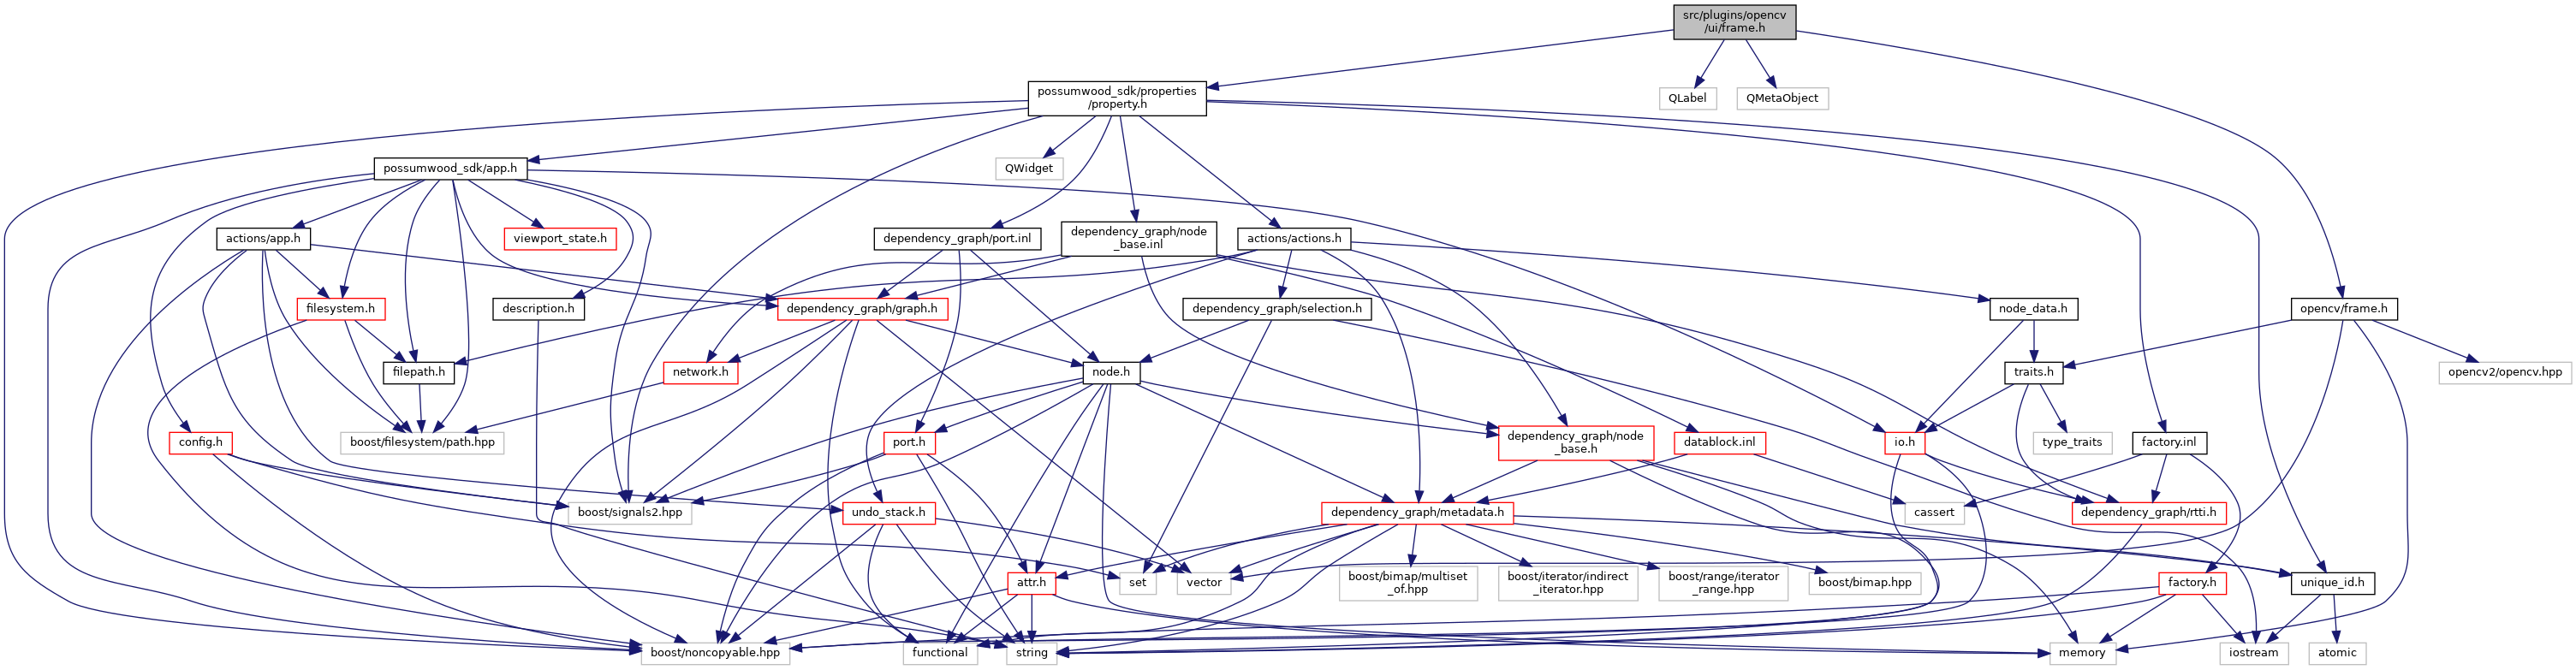 src/plugins/opencv
/ui/frame.h
possumwood_sdk/properties
/property.h
QLabel
QMetaObject
possumwood_sdk/app.h
QWidget
actions/app.h
viewport_state.h
dependency_graph/port.inl
dependency_graph/node
_base.inl
actions/actions.h
filesystem.h
description.h
dependency_graph/graph.h
dependency_graph/selection.h
node_data.h
opencv/frame.h
filepath.h
network.h
node.h
traits.h
opencv2/opencv.hpp
config.h
boost/filesystem/path.hpp
port.h
dependency_graph/node
_base.h
datablock.inl
io.h
type_traits
factory.inl
boost/signals2.hpp
undo_stack.h
dependency_graph/metadata.h
cassert
dependency_graph/rtti.h
attr.h
set
vector
boost/bimap/multiset
_of.hpp
boost/iterator/indirect
_iterator.hpp
boost/range/iterator
_range.hpp
boost/bimap.hpp
factory.h
unique_id.h
boost/noncopyable.hpp
functional
string
memory
iostream
atomic